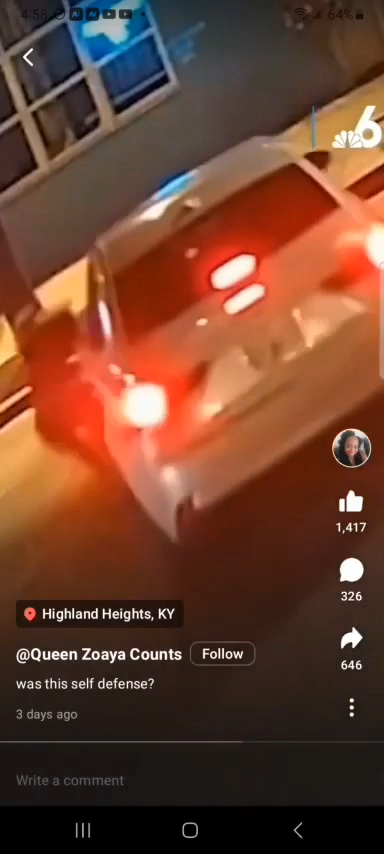 4:58
64%
6
1,417
326
Highland Heights, KY
646
@Queen Zoaya Counts Follow
was this self defense?
3 days ago
Write a comment